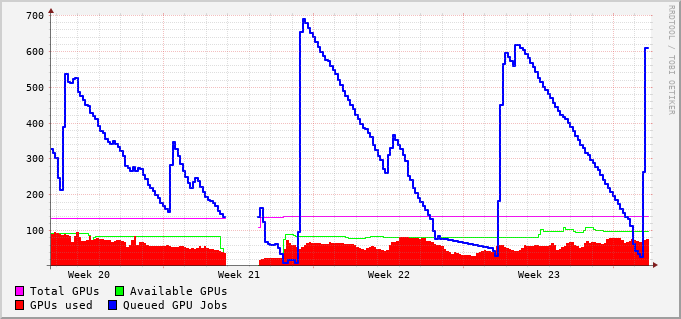 700
600
500
400
300
200
100
Week 20 Week 21 Week 22 Week 23
Total GPUs Available GPUs
GPUs used Queued GPU Jobs
RRDTOOL / TOBI OETIKER